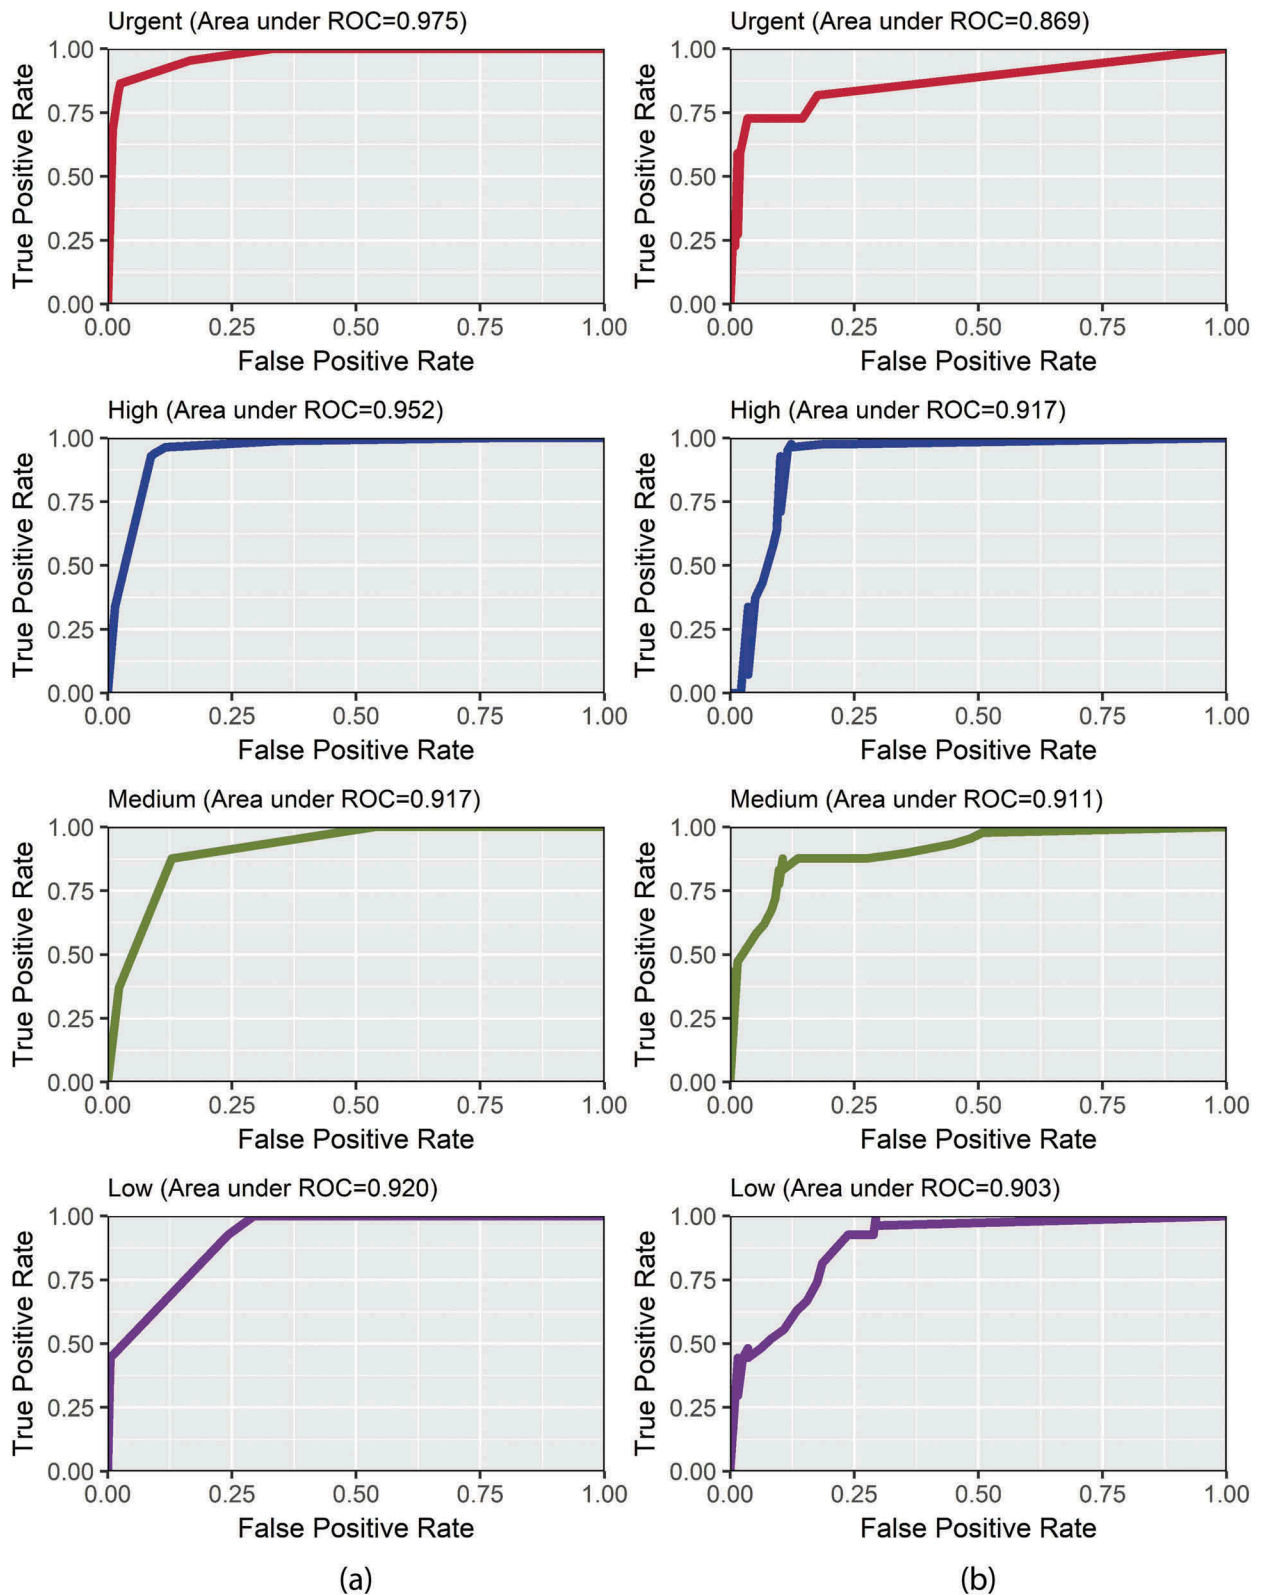 Urgent (Area under ROC=0.975)
True Positive Rate
1.00
0.75
0.50
0.25
0.00
0.00 0.25 0.50 0.75 1.00
False Positive Rate
Urgent (Area under ROC=0.869)
True Positive Rate
1.00
0.75
0.50
0.25
0.00
0.00 0.25 0.50 0.75 1.00
False Positive Rate
High (Area under ROC=0.952)
True Positive Rate
1.00
0.75
0.50
0.25
0.00
0.00 0.25 0.50 0.75 1.00
False Positive Rate
High (Area under ROC=0.917)
True Positive Rate
1.00
0.75
0.50
0.25
0.00
0.00 0.25 0.50 0.75 1.00
False Positive Rate
Medium (Area under ROC=0.917)
True Positive Rate
1.00
0.75
0.50
0.25
0.00
0.00 0.25 0.50 0.75 1.00
False Positive Rate
Medium (Area under ROC=0.911)
True Positive Rate
1.00
0.75
0.50
0.25
0.00
0.00 0.25 0.50 0.75 1.00
False Positive Rate
Low (Area under ROC=0.920)
True Positive Rate
1.00
0.75
0.50
0.25
0.00
0.00 0.25 0.50 0.75 1.00
False Positive Rate
Low (Area under ROC=0.903)
True Positive Rate
1.00
0.75
0.50
0.25
0.00
0.00 0.25 0.50 0.75 1.00
False Positive Rate
(a)
(b)